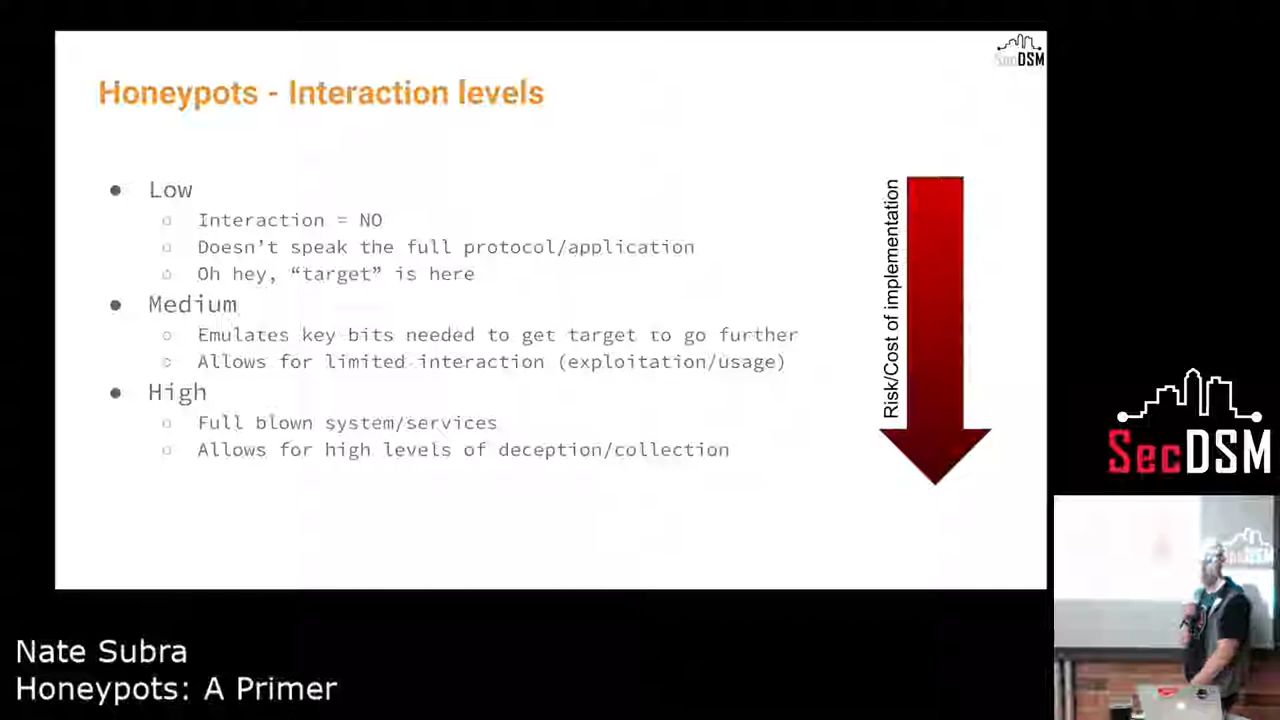 SecDSM
Honeypots - Interaction levels
● Low
○ Interaction = NO
○ Doesn’t speak the full protocol/application
○ Oh hey, “target” is here
● Medium
○ Emulates key bits needed to get target to go further
○ Allows for limited interaction (exploitation/usage)
● High
○ Full blown system/services
○ Allows for high levels of deception/collection
Risk/Cost of implementation
SecDSM
SecDSM
Nate Subra
Honeypots: A Primer